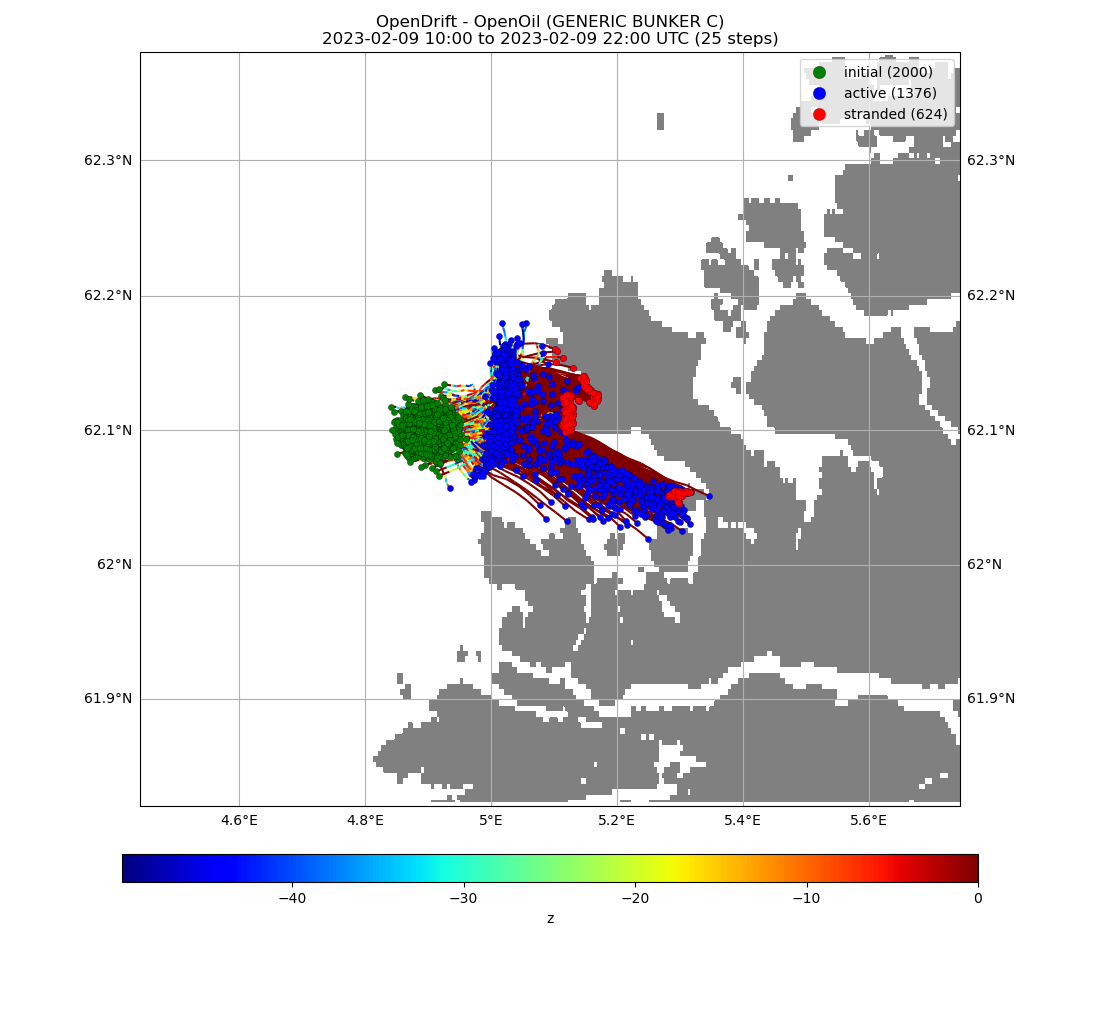 OpenDrift - OpenOil (GENERIC BUNKER C)
2023-02-09 10:00 to 2023-02-09 22:00 UTC (25 steps)
initial (2000)
active (1376)
stranded (624)
62.3°N 62.3°N
62.2°N 62.2°N
62.1°N 62.1°N
62°N 62°N
61.9°N 61.9°N
4.6°E 4.8°E 5°E 5.2°E 5.4°E 5.6°E
−40 −30 −20 −10 0
z